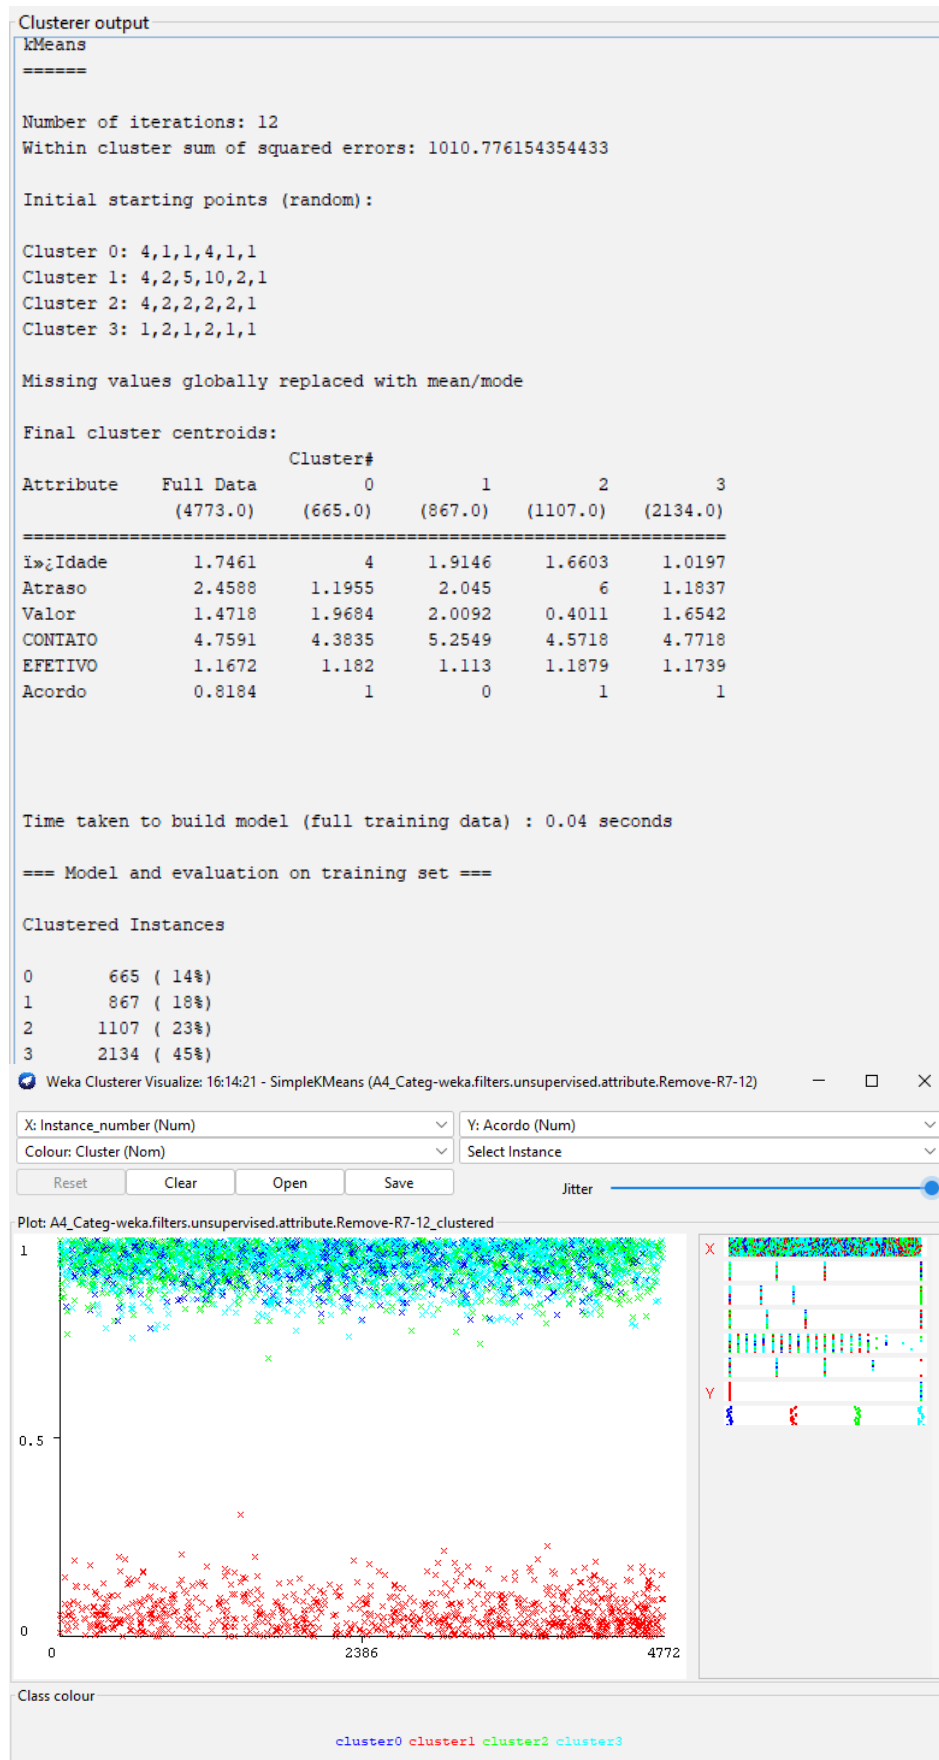 Clusterer output
kMeans
======
Number of iterations: 12
Within cluster sum of squared errors: 1010.776154354433
Initial starting points (random):
Cluster 0: 4,1,1,4,1,1
Cluster 1: 4,2,5,10,2,1
Cluster 2: 4,2,2,2,2,1
Cluster 3: 1,2,1,2,1,1
Missing values globally replaced with mean/mode
Final cluster centroids:
Cluster#
Attribute Full Data 0 1 2 3
(4773.0) (665.0) (867.0) (1107.0) (2134.0)
==================================================================
ï»¿Idade 1.7461 4 1.9146 1.6603 1.0197
Atraso 2.4588 1.1955 2.045 6 1.1837
Valor 1.4718 1.9684 2.0092 0.4011 1.6542
CONTATO 4.7591 4.3835 5.2549 4.5718 4.7718
EFETIVO 1.1672 1.182 1.113 1.1879 1.1739
Acordo 0.8184 1 0 1 1
Time taken to build model (full training data) : 0.04 seconds
=== Model and evaluation on training set ===
Clustered Instances
0 665 ( 14%)
1 867 ( 18%)
2 1107 ( 23%)
3 2134 ( 45%)
Weka Clusterer Visualize: 16:14:21 - SimpleKMeans (A4_Categ-weka.filters.unsupervised.attribute.Remove-R7-12)
X: Instance_number (Num) Y: Acordo (Num)
Colour: Cluster (Nom) Select Instance
Reset Clear Open Save Jitter
Plot: A4_Categ-weka.filters.unsupervised.attribute.Remove-R7-12_clustered
1
0.5
0
0 2386 4772
X
Y
Class colour
cluster0 cluster1 cluster2 cluster3